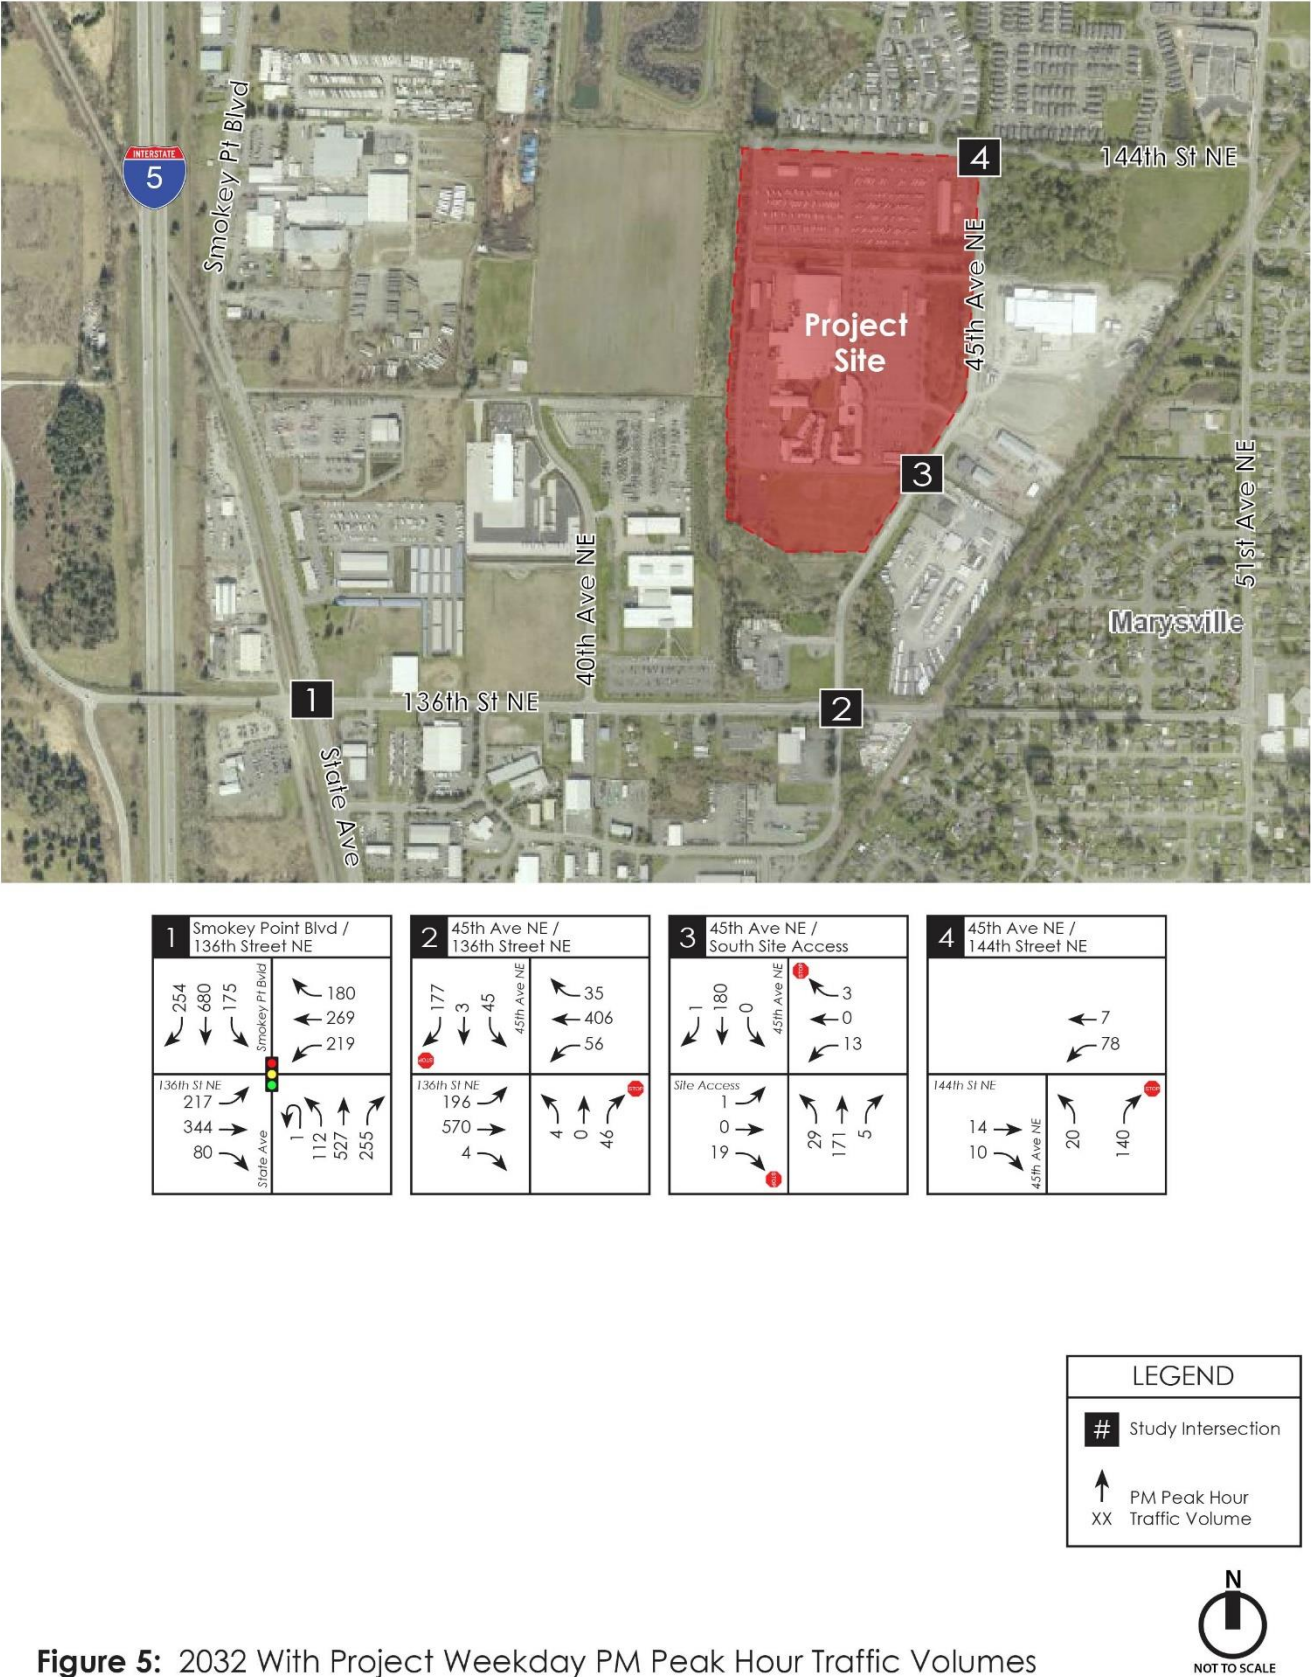 INTERSTATE
5
Smokey Pt Blvd
4
144th St NE
45th Ave NE
Project
Site
3
51st Ave NE
40th Ave NE
Marysville
1
136th St NE
2
State Ave
1
Smokey Point Blvd /
136th Street NE
254
680
175
Smokey Pt Bvld
180
269
219
136th St NE
217
344
80
State Ave
1
112
527
255
2
45th Ave NE /
136th Street NE
177
3
45
45th Ave NE
35
406
56
STOP
136th St NE
196
570
4
4
0
46
STOP
3
45th Ave NE /
South Site Access
1
180
0
45th Ave NE
STOP
3
0
13
Site Access
1
0
19
STOP
29
171
5
4
45th Ave NE /
144th Street NE
7
78
144th St NE
14
10
45th Ave NE
20
140
STOP
LEGEND
# Study Intersection
PM Peak Hour
XX Traffic Volume
N
NOT TO SCALE
Figure 5: 2032 With Project Weekday PM Peak Hour Traffic Volumes